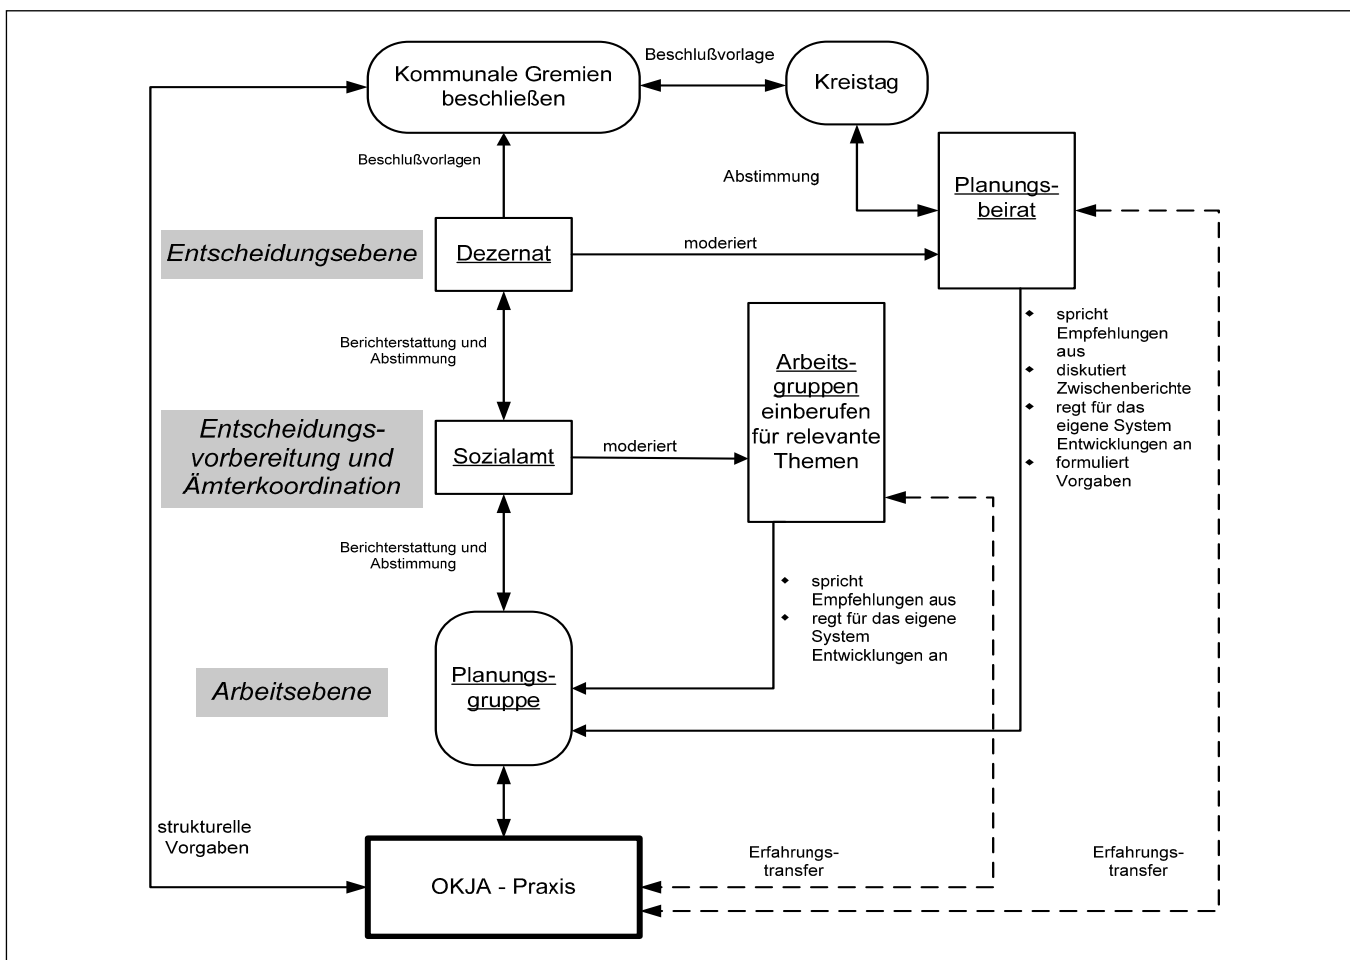 Kommunale Gremien
beschließen
Beschlußvorlage
Kreistag
Beschlußvorlagen
Abstimmung
Planungs-
beirat
Entscheidungsebene
Dezernat
moderiert
Berichterstattung und
Abstimmung
spricht
Empfehlungen
aus
diskutiert
Zwischenberichte
regt für das
eigene System
Entwicklungen an
formuliert
Vorgaben
Arbeits-
gruppen
einberufen
für relevante
Themen
Entscheidungs-
vorbereitung und
Ämterkoordination
Sozialamt
moderiert
Berichterstattung und
Abstimmung
spricht
Empfehlungen aus
regt für das eigene
System
Entwicklungen an
Arbeitsebene
Planungs-
gruppe
strukturelle
Vorgaben
OKJA - Praxis
Erfahrungs-
transfer
Erfahrungs-
transfer